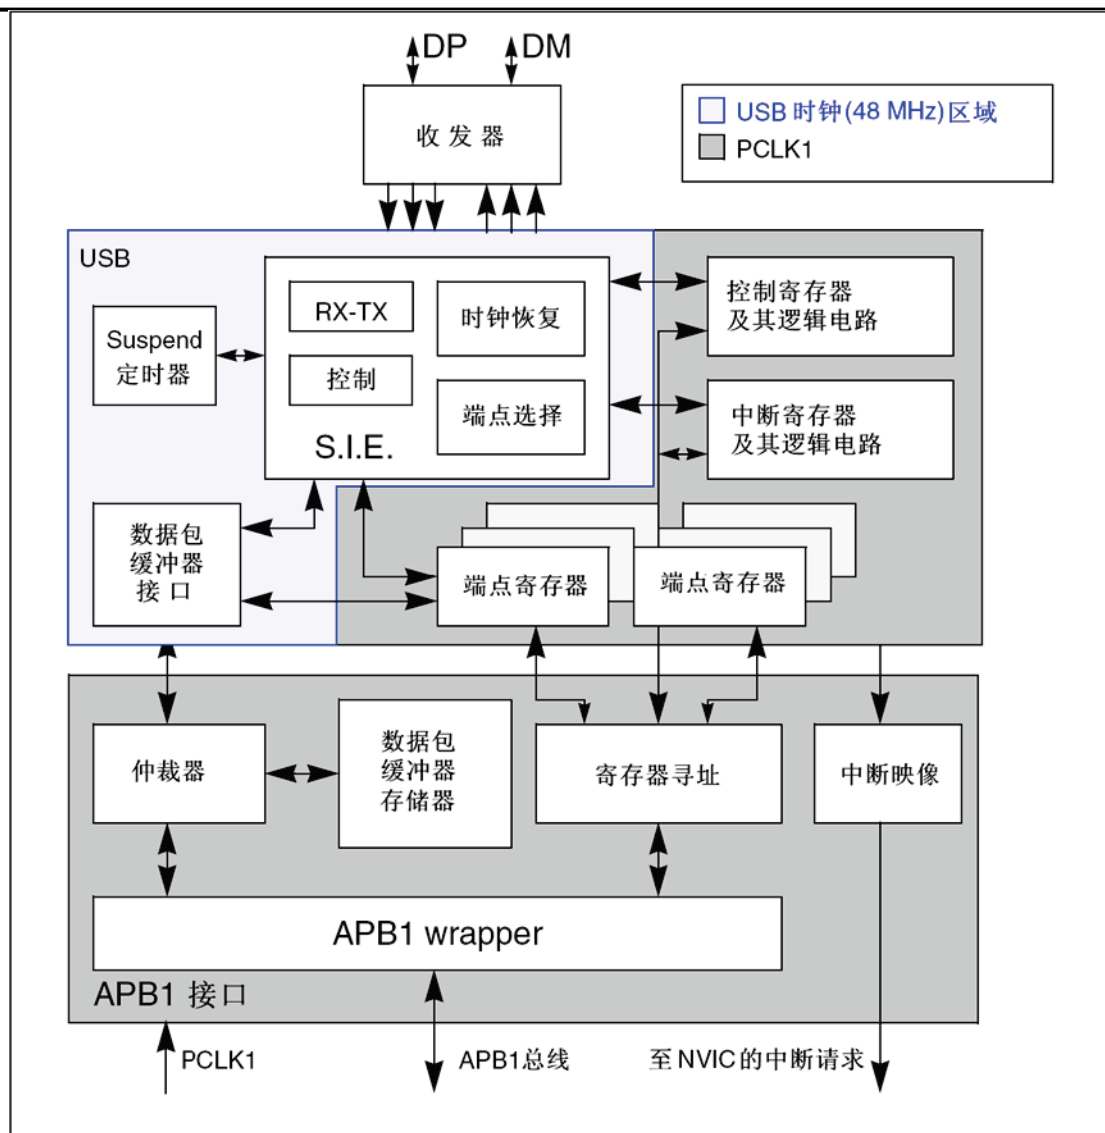 DP
DM
收发器
USB 时钟(48 MHz)区域
PCLK1
USB
RX-TX
时钟恢复
控制寄存器
及其逻辑电路
Suspend
定时器
控制
端点选择
中断寄存器
及其逻辑电路
S.I.E.
数据包
缓冲器
接口
端点寄存器
端点寄存器
仲裁器
数据包
缓冲器
存储器
寄存器寻址
中断映像
APB1 wrapper
APB1 接口
PCLK1
APB1总线
至NVIC的中断请求